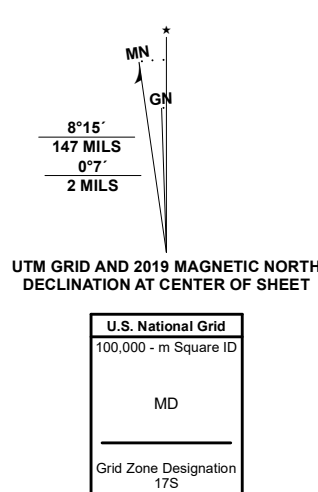 MN
GN
8°15´
147 MILS
0°7´
2 MILS
UTM GRID AND 2019 MAGNETIC NORTH
DECLINATION AT CENTER OF SHEET
U.S. National Grid
100,000 - m Square ID
MD
Grid Zone Designation
17S